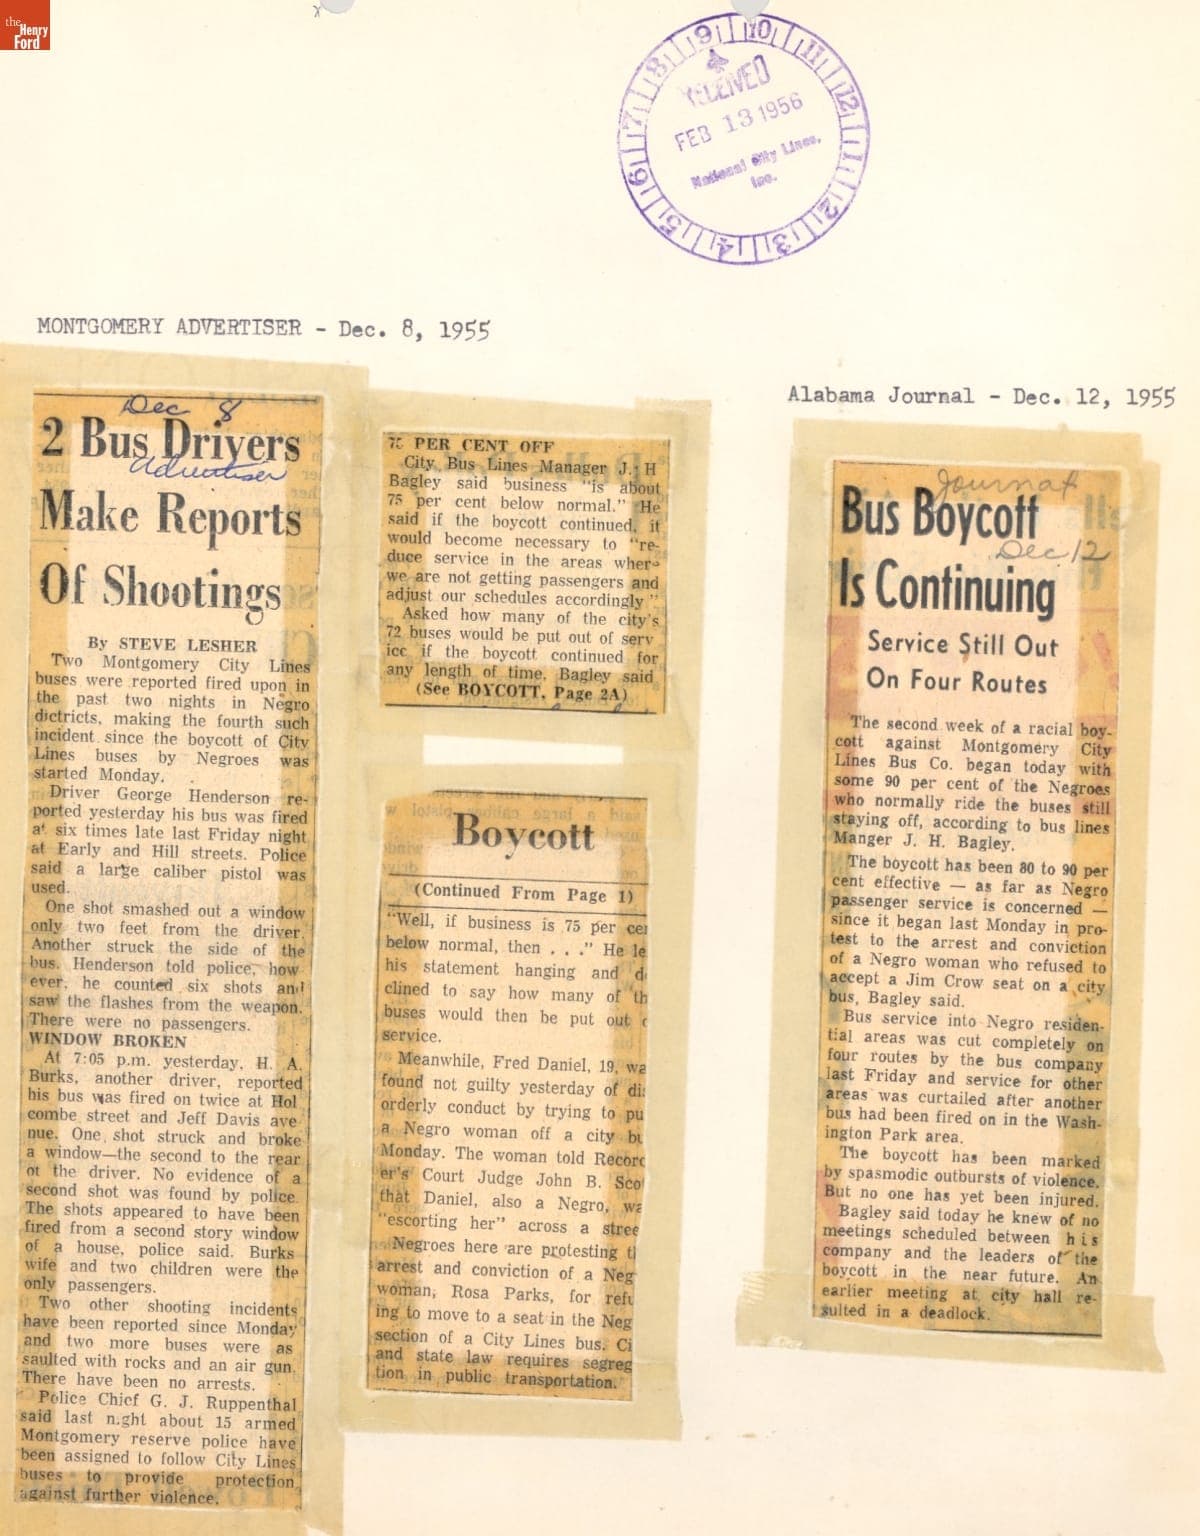 the
Henry
Ford
9 10 11 12 1 2 3 4 5 6 7 8
RECEIVED
FEB 13 1956
National City Lines,
Inc.
MONTGOMERY ADVERTISER - Dec. 8, 1955
Dec 8
2 Bus Drivers
Advertiser
Make Reports
Of Shootings
By STEVE LESHER
Two Montgomery City Lines
buses were reported fired upon in
the past two nights in Negro
dictricts, making the fourth such
incident since the boycott of City
Lines buses by Negroes was
started Monday.
Driver George Henderson re-
ported yesterday his bus was fired
at six times late last Friday night
at Early and Hill streets. Police
said a large caliber pistol was
used.
One shot smashed out a window
only two feet from the driver.
Another struck the side of the
bus. Henderson told police, how
ever, he counted six shots and
saw the flashes from the weapon.
There were no passengers.
WINDOW BROKEN
At 7:05 p.m. yesterday, H. A.
Burks, another driver, reported
his bus was fired on twice at Hol
combe street and Jeff Davis ave
nue. One shot struck and broke
a window—the second to the rear
of the driver. No evidence of a
second shot was found by police.
The shots appeared to have been
fired from a second story window
of a house, police said. Burks
wife and two children were the
only passengers.
Two other shooting incidents
have been reported since Monday
and two more buses were as
saulted with rocks and an air gun.
There have been no arrests.
Police Chief G. J. Ruppenthal
said last night about 15 armed
Montgomery reserve police have
been assigned to follow City Lines
buses to provide protection
against further violence.
75 PER CENT OFF
City Bus Lines Manager J. H
Bagley said business "is about
75 per cent below normal." He
said if the boycott continued, it
would become necessary to "re-
duce service in the areas where
we are not getting passengers and
adjust our schedules accordingly"
Asked how many of the city's
72 buses would be put out of serv
ice if the boycott continued for
any length of time, Bagley said
(See BOYCOTT, Page 2A)
Boycott
(Continued From Page 1)
"Well, if business is 75 per cen
below normal, then . . ." He le
his statement hanging and d
clined to say how many of th
buses would then be put out o
service.
Meanwhile, Fred Daniel, 19, wa
found not guilty yesterday of dis
orderly conduct by trying to pu
a Negro woman off a city bu
Monday. The woman told Record
er's Court Judge John B. Sco
that Daniel, also a Negro, wa
"escorting her" across a stree
Negroes here are protesting th
arrest and conviction of a Neg
woman, Rosa Parks, for refu
ing to move to a seat in the Neg
section of a City Lines bus. Ci
and state law requires segreg
tion in public transportation.
Alabama Journal - Dec. 12, 1955
Journal
Bus Boycott
Dec 12
Is Continuing
Service Still Out
On Four Routes
The second week of a racial boy-
cott against Montgomery City
Lines Bus Co. began today with
some 90 per cent of the Negroes
who normally ride the buses still
staying off, according to bus lines
Manger J. H. Bagley.
The boycott has been 80 to 90 per
cent effective — as far as Negro
passenger service is concerned —
since it began last Monday in pro-
test to the arrest and conviction
of a Negro woman who refused to
accept a Jim Crow seat on a city
bus, Bagley said.
Bus service into Negro residen-
tial areas was cut completely on
four routes by the bus company
last Friday and service for other
areas was curtailed after another
bus had been fired on in the Wash-
ington Park area.
The boycott has been marked
by spasmodic outbursts of violence.
But no one has yet been injured.
Bagley said today he knew of no
meetings scheduled between his
company and the leaders of the
boycott in the near future. An
earlier meeting at city hall re-
sulted in a deadlock.